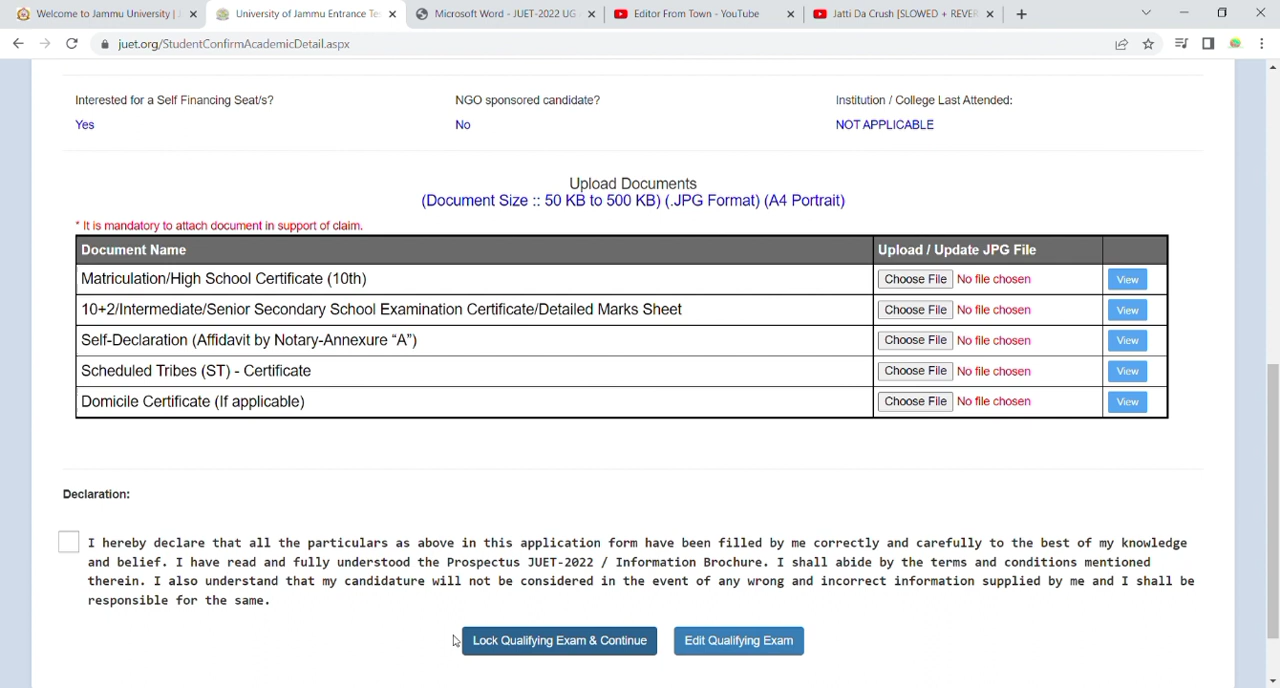 Welcome to Jammu University | J
University of Jammu Entrance Te
Microsoft Word - JUET-2022 UG
Editor From Town - YouTube
Jatti Da Crush [SLOWED + REVER
juet.org/StudentConfirmAcademicDetail.aspx
Interested for a Self Financing Seat/s? NGO sponsored candidate? Institution / College Last Attended:
Yes No NOT APPLICABLE
Upload Documents
(Document Size :: 50 KB to 500 KB) (.JPG Format) (A4 Portrait)
* It is mandatory to attach document in support of claim.
Document Name Upload / Update JPG File
Matriculation/High School Certificate (10th) Choose File No file chosen View
10+2/Intermediate/Senior Secondary School Examination Certificate/Detailed Marks Sheet Choose File No file chosen View
Self-Declaration (Affidavit by Notary-Annexure “A”) Choose File No file chosen View
Scheduled Tribes (ST) - Certificate Choose File No file chosen View
Domicile Certificate (If applicable) Choose File No file chosen View
Declaration:
I hereby declare that all the particulars as above in this application form have been filled by me correctly and carefully to the best of my knowledge
and belief. I have read and fully understood the Prospectus JUET-2022 / Information Brochure. I shall abide by the terms and conditions mentioned
therein. I also understand that my candidature will not be considered in the event of any wrong and incorrect information supplied by me and I shall be
responsible for the same.
Lock Qualifying Exam & Continue Edit Qualifying Exam